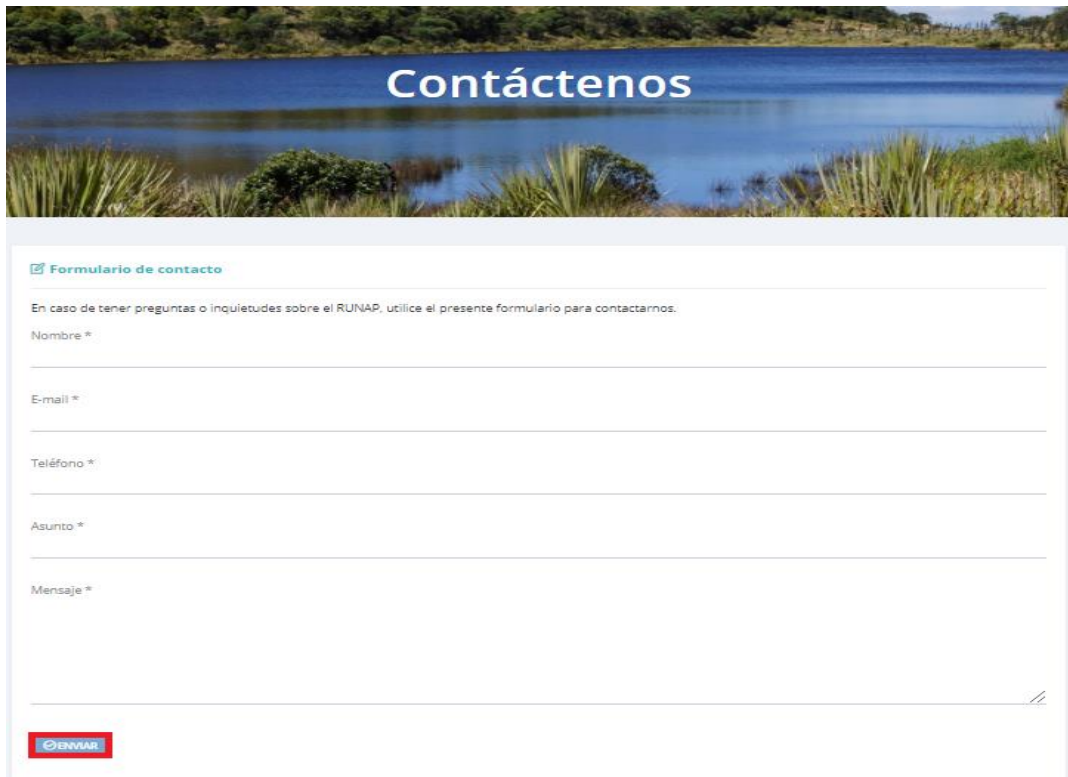 Contáctenos
Formulario de contacto
En caso de tener preguntas o inquietudes sobre el RUNAP, utilice el presente formulario para contactarnos.
Nombre *
E-mail *
Teléfono *
Asunto *
Mensaje *
ENVIAR